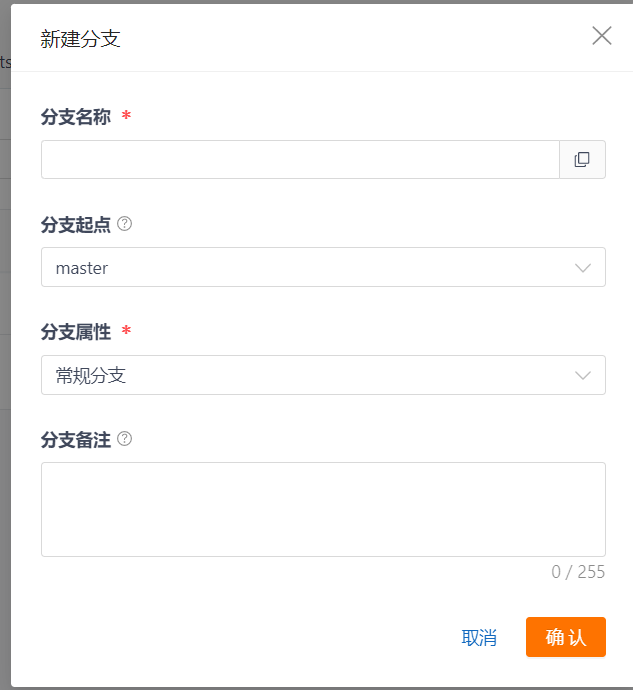 新建分支
ts
分支名称 *
分支起点
master
分支属性 *
常规分支
分支备注
0 / 255
取消
确认